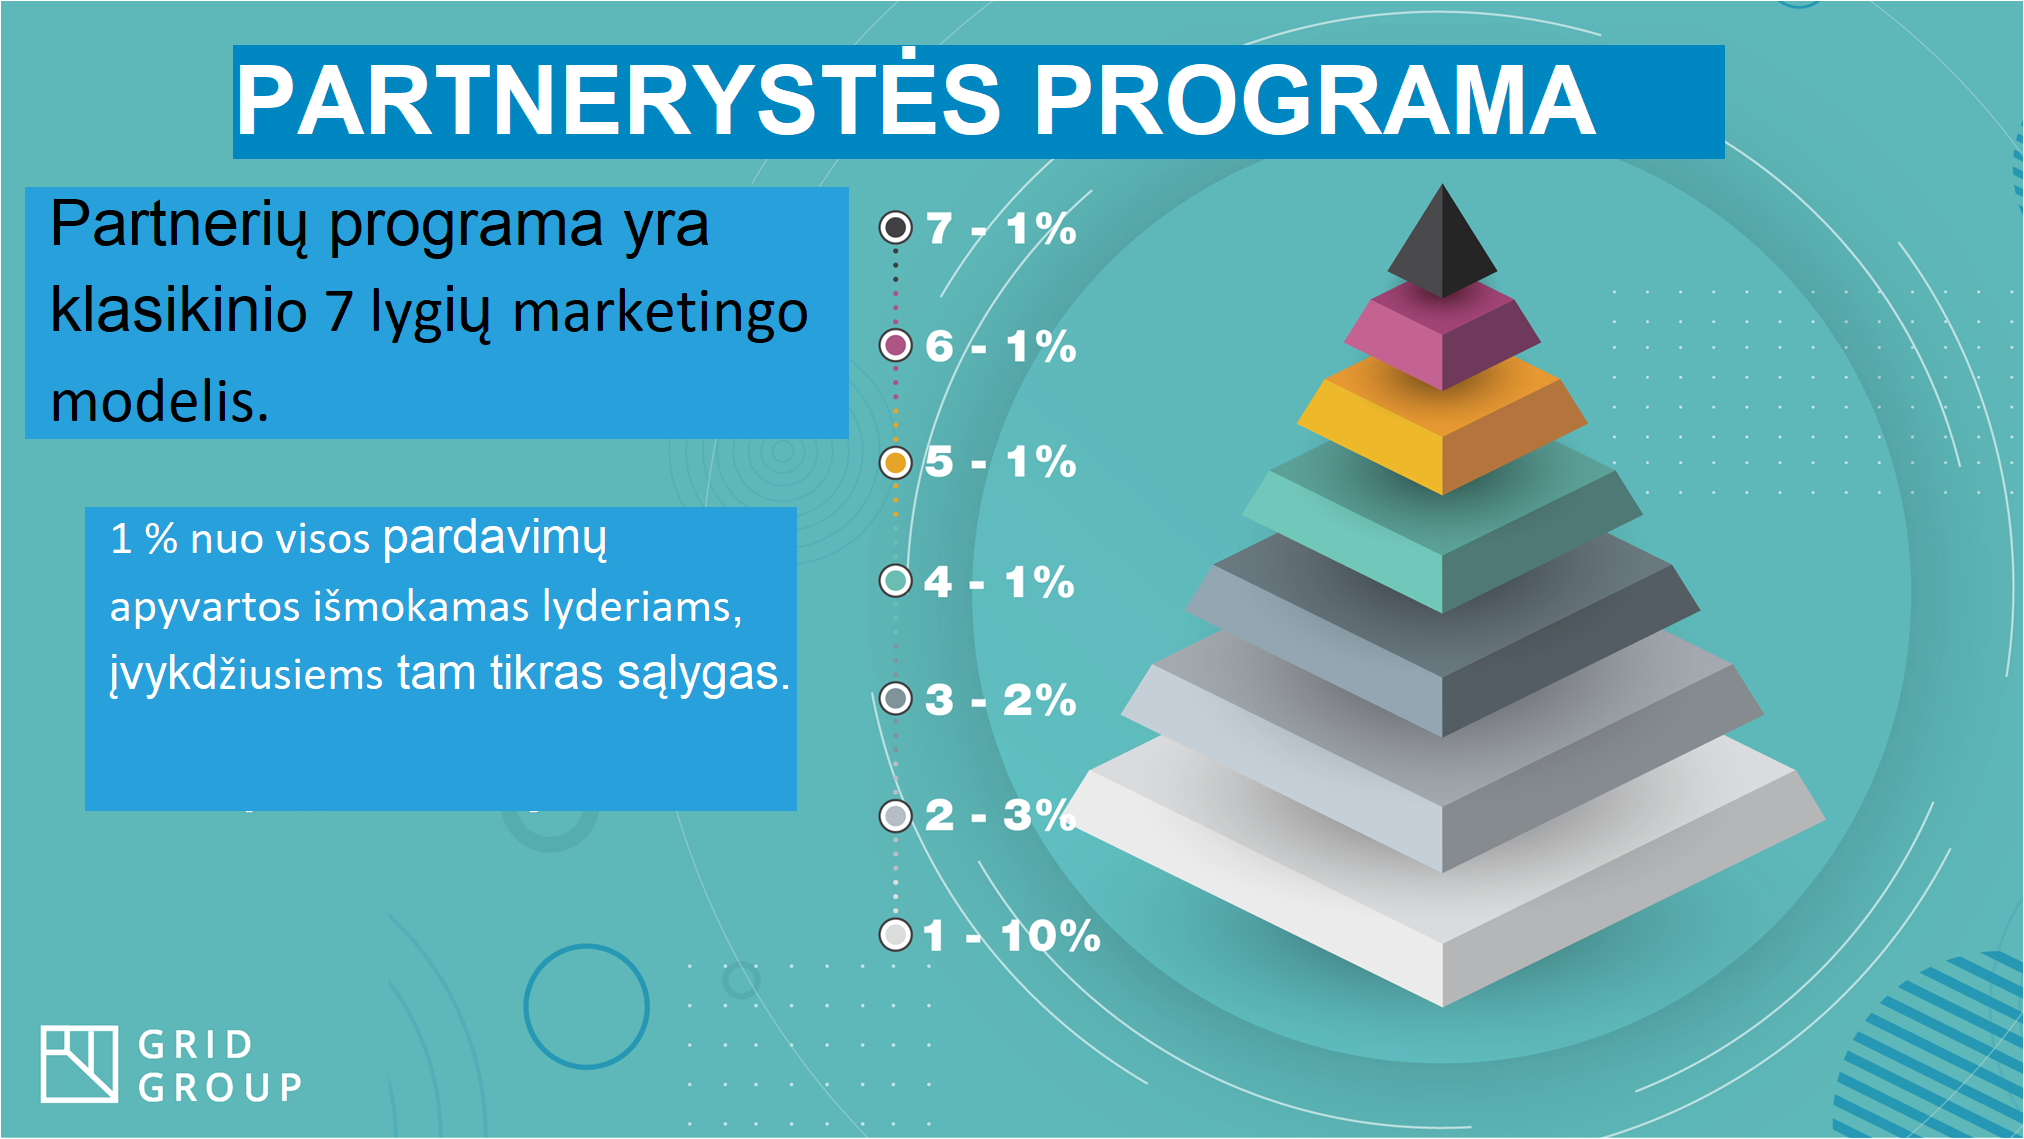 PARTNERYSTĖS PROGRAMA
Partnerių programa yra
klasikinio 7 lygių marketingo
modelis.
1 % nuo visos pardavimų
apyvartos išmokamas lyderiams,
įvykdžiusiems tam tikras sąlygas.
7 - 1%
6 - 1%
5 - 1%
4 - 1%
3 - 2%
2 - 3%
1 - 10%
GRID
GROUP